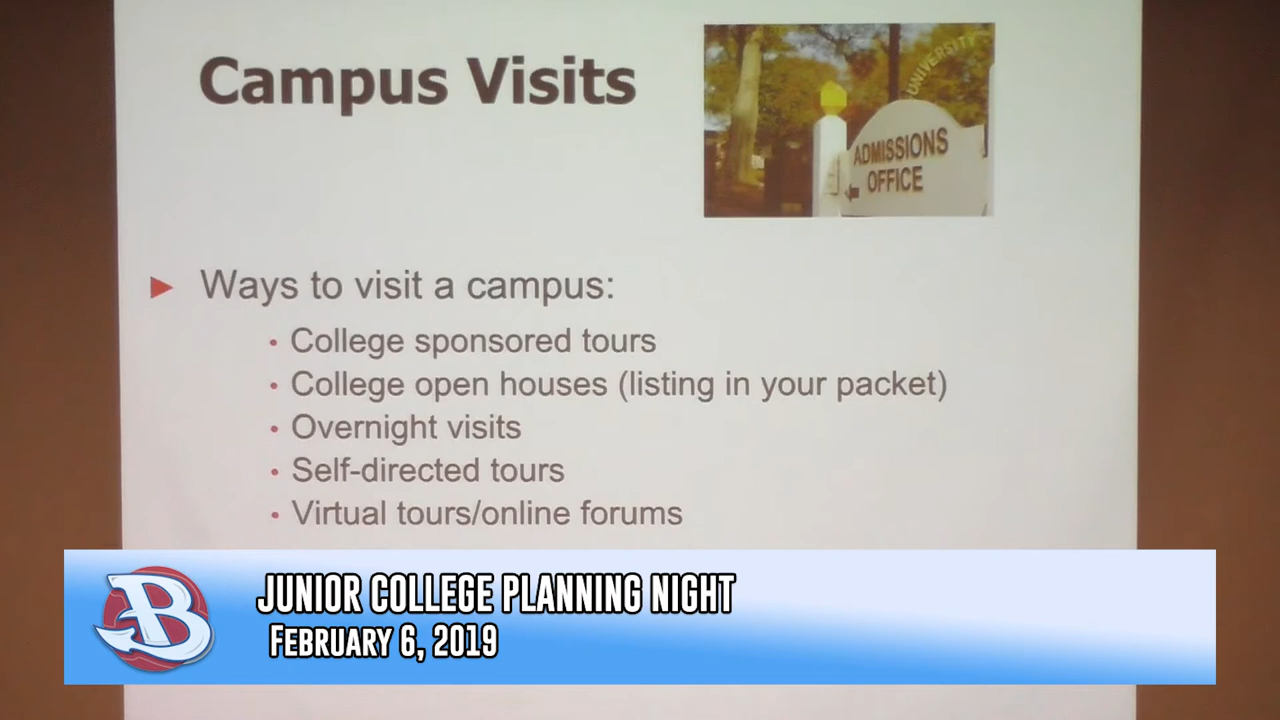 Campus Visits
UNIVERSITY
ADMISSIONS
OFFICE
► Ways to visit a campus:
• College sponsored tours
• College open houses (listing in your packet)
• Overnight visits
• Self-directed tours
• Virtual tours/online forums
B
JUNIOR COLLEGE PLANNING NIGHT
FEBRUARY 6, 2019